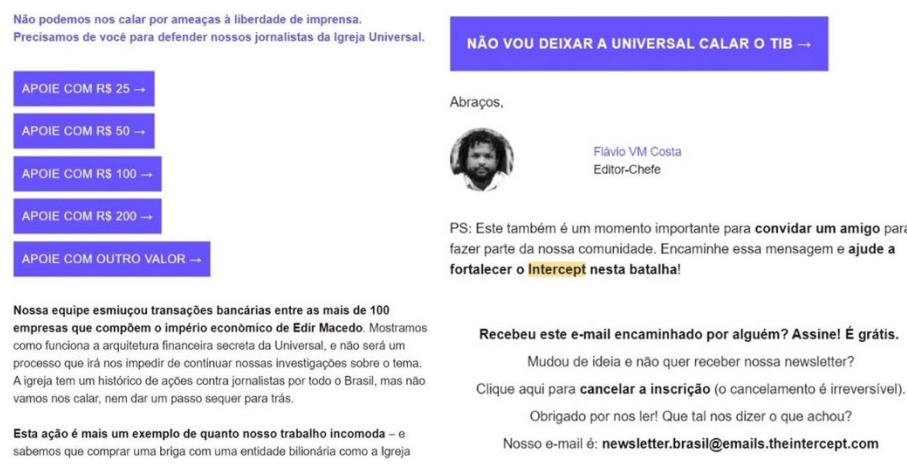 Não podemos nos calar por ameaças à liberdade de imprensa.
Precisamos de você para defender nossos jornalistas da Igreja Universal.
APOIE COM R$ 25 →
APOIE COM R$ 50 →
APOIE COM R$ 100 →
APOIE COM R$ 200 →
APOIE COM OUTRO VALOR →
Nossa equipe esmiuçou transações bancárias entre as mais de 100
empresas que compõem o império econômico de Edir Macedo. Mostramos
como funciona a arquitetura financeira secreta da Universal, e não será um
processo que irá nos impedir de continuar nossas investigações sobre o tema.
A igreja tem um histórico de ações contra jornalistas por todo o Brasil, mas não
vamos nos calar, nem dar um passo sequer para trás.
Esta ação é mais um exemplo de quanto nosso trabalho incomoda – e
sabemos que comprar uma briga com uma entidade bilionária como a Igreja
NÃO VOU DEIXAR A UNIVERSAL CALAR O TIB →
Abraços,
Flávio VM Costa
Editor-Chefe
PS: Este também é um momento importante para convidar um amigo para
fazer parte da nossa comunidade. Encaminhe essa mensagem e ajude a
fortalecer o Intercept nesta batalha!
Recebeu este e-mail encaminhado por alguém? Assine! É grátis.
Mudou de ideia e não quer receber nossa newsletter?
Clique aqui para cancelar a inscrição (o cancelamento é irreversível).
Obrigado por nos ler! Que tal nos dizer o que achou?
Nosso e-mail é: newsletter.brasil@emails.theintercept.com